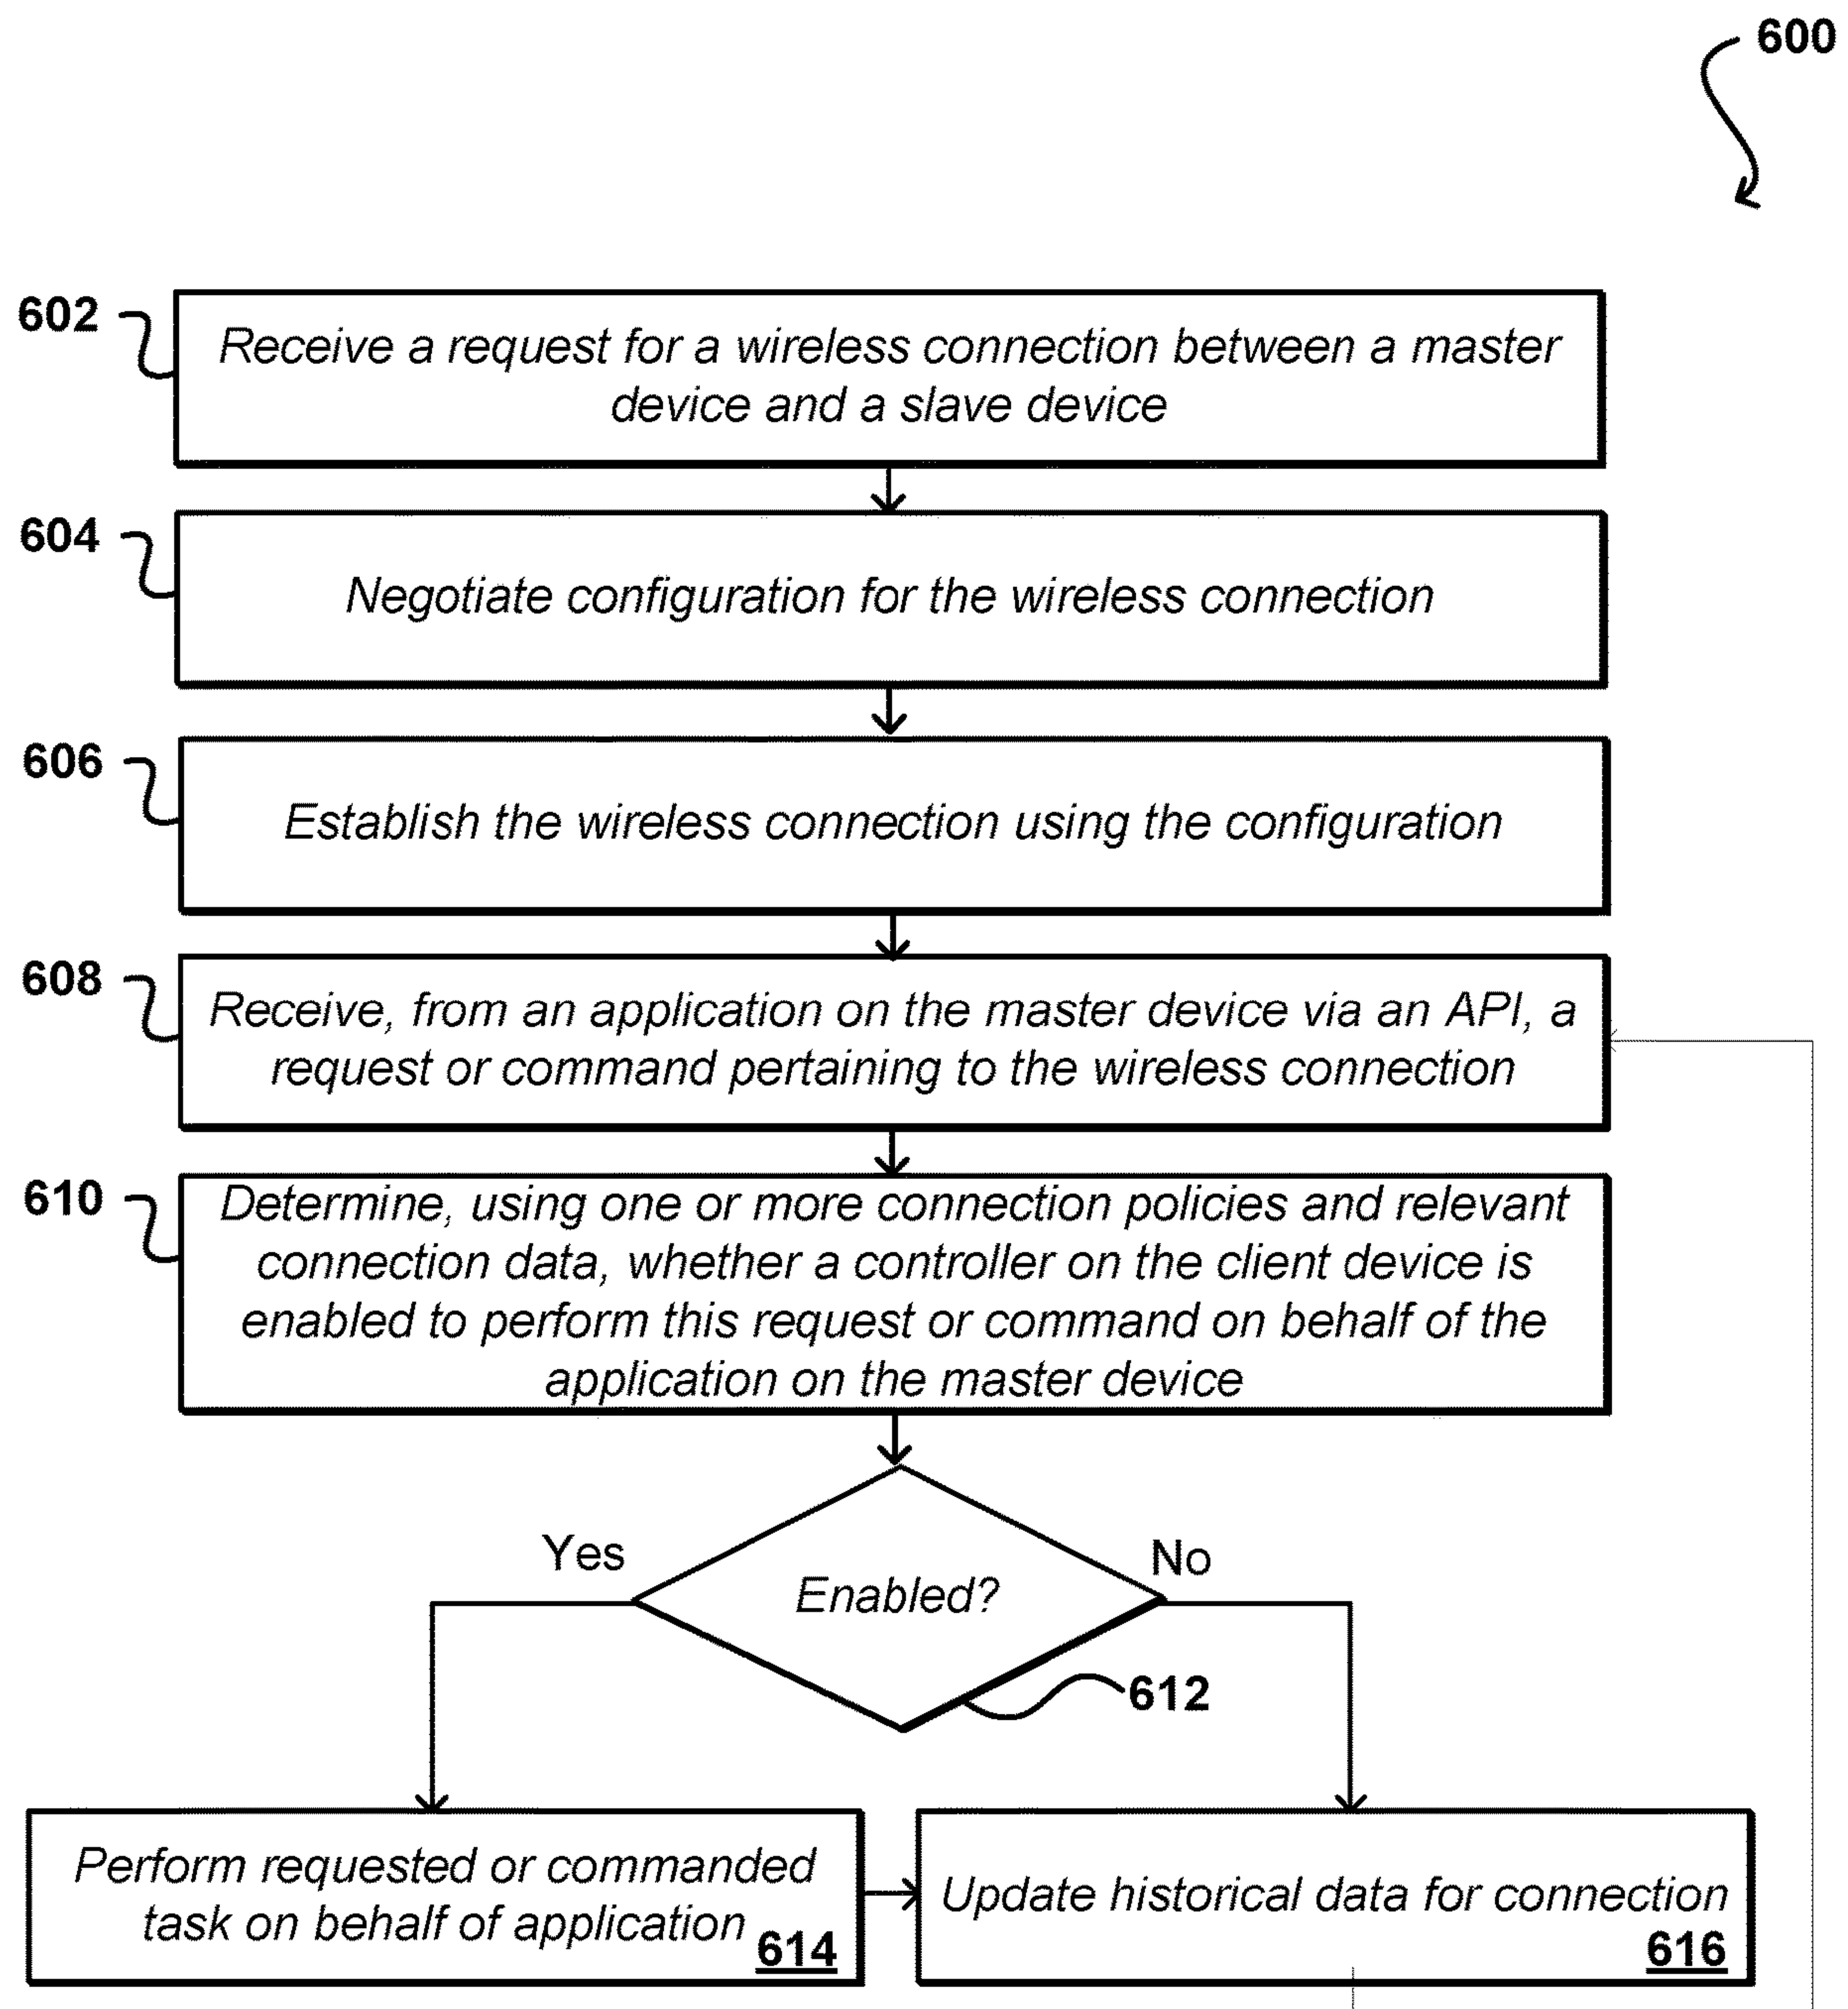 600
602
Receive a request for a wireless connection between a master
device and a slave device
604
Negotiate configuration for the wireless connection
606
Establish the wireless connection using the configuration
608
Receive, from an application on the master device via an API, a
request or command pertaining to the wireless connection
610
Determine, using one or more connection policies and relevant
connection data, whether a controller on the client device is
enabled to perform this request or command on behalf of the
application on the master device
Yes
No
Enabled?
612
Perform requested or commanded
task on behalf of application
614
Update historical data for connection
616